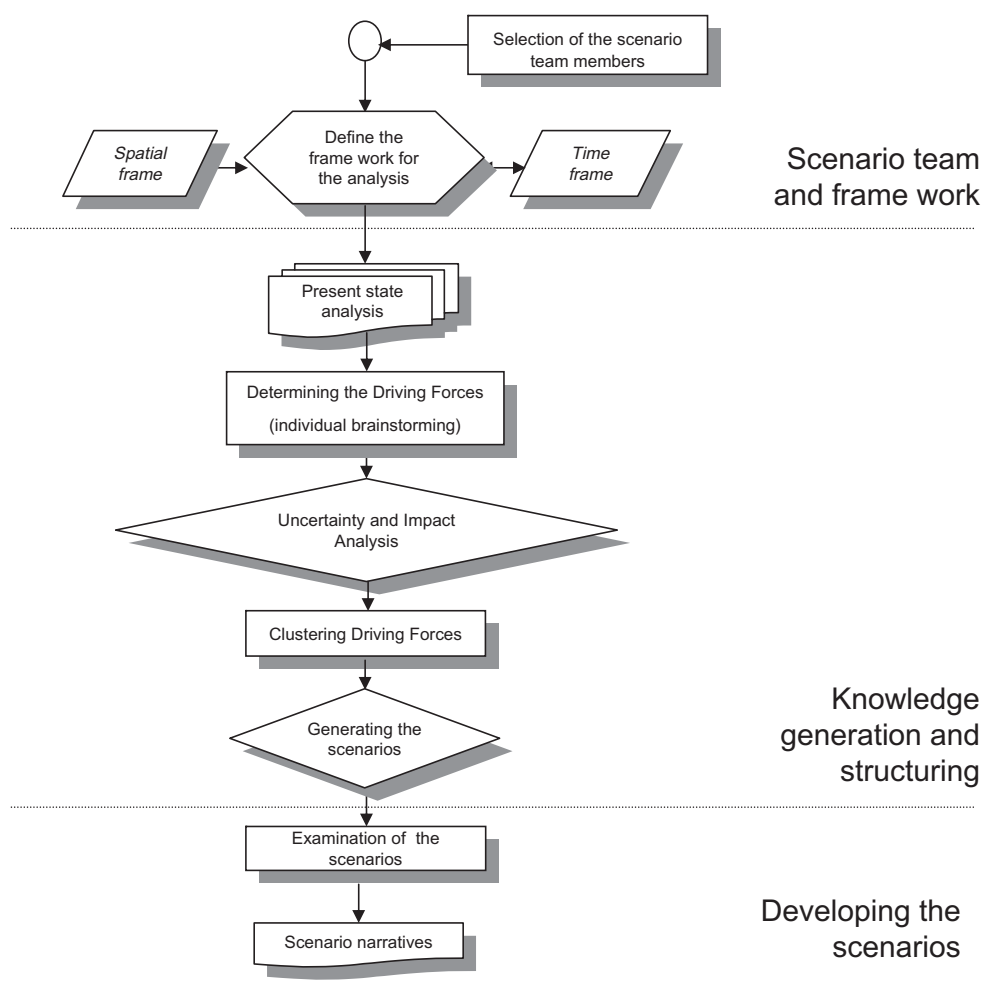 Selection of the scenario
team members
Spatial
frame
Define the
frame work for
the analysis
Time
frame
Scenario team
and frame work
Present state
analysis
Determining the Driving Forces
(individual brainstorming)
Uncertainty and Impact
Analysis
Clustering Driving Forces
Generating the
scenarios
Knowledge
generation and
structuring
Examination of the
scenarios
Scenario narratives
Developing the
scenarios